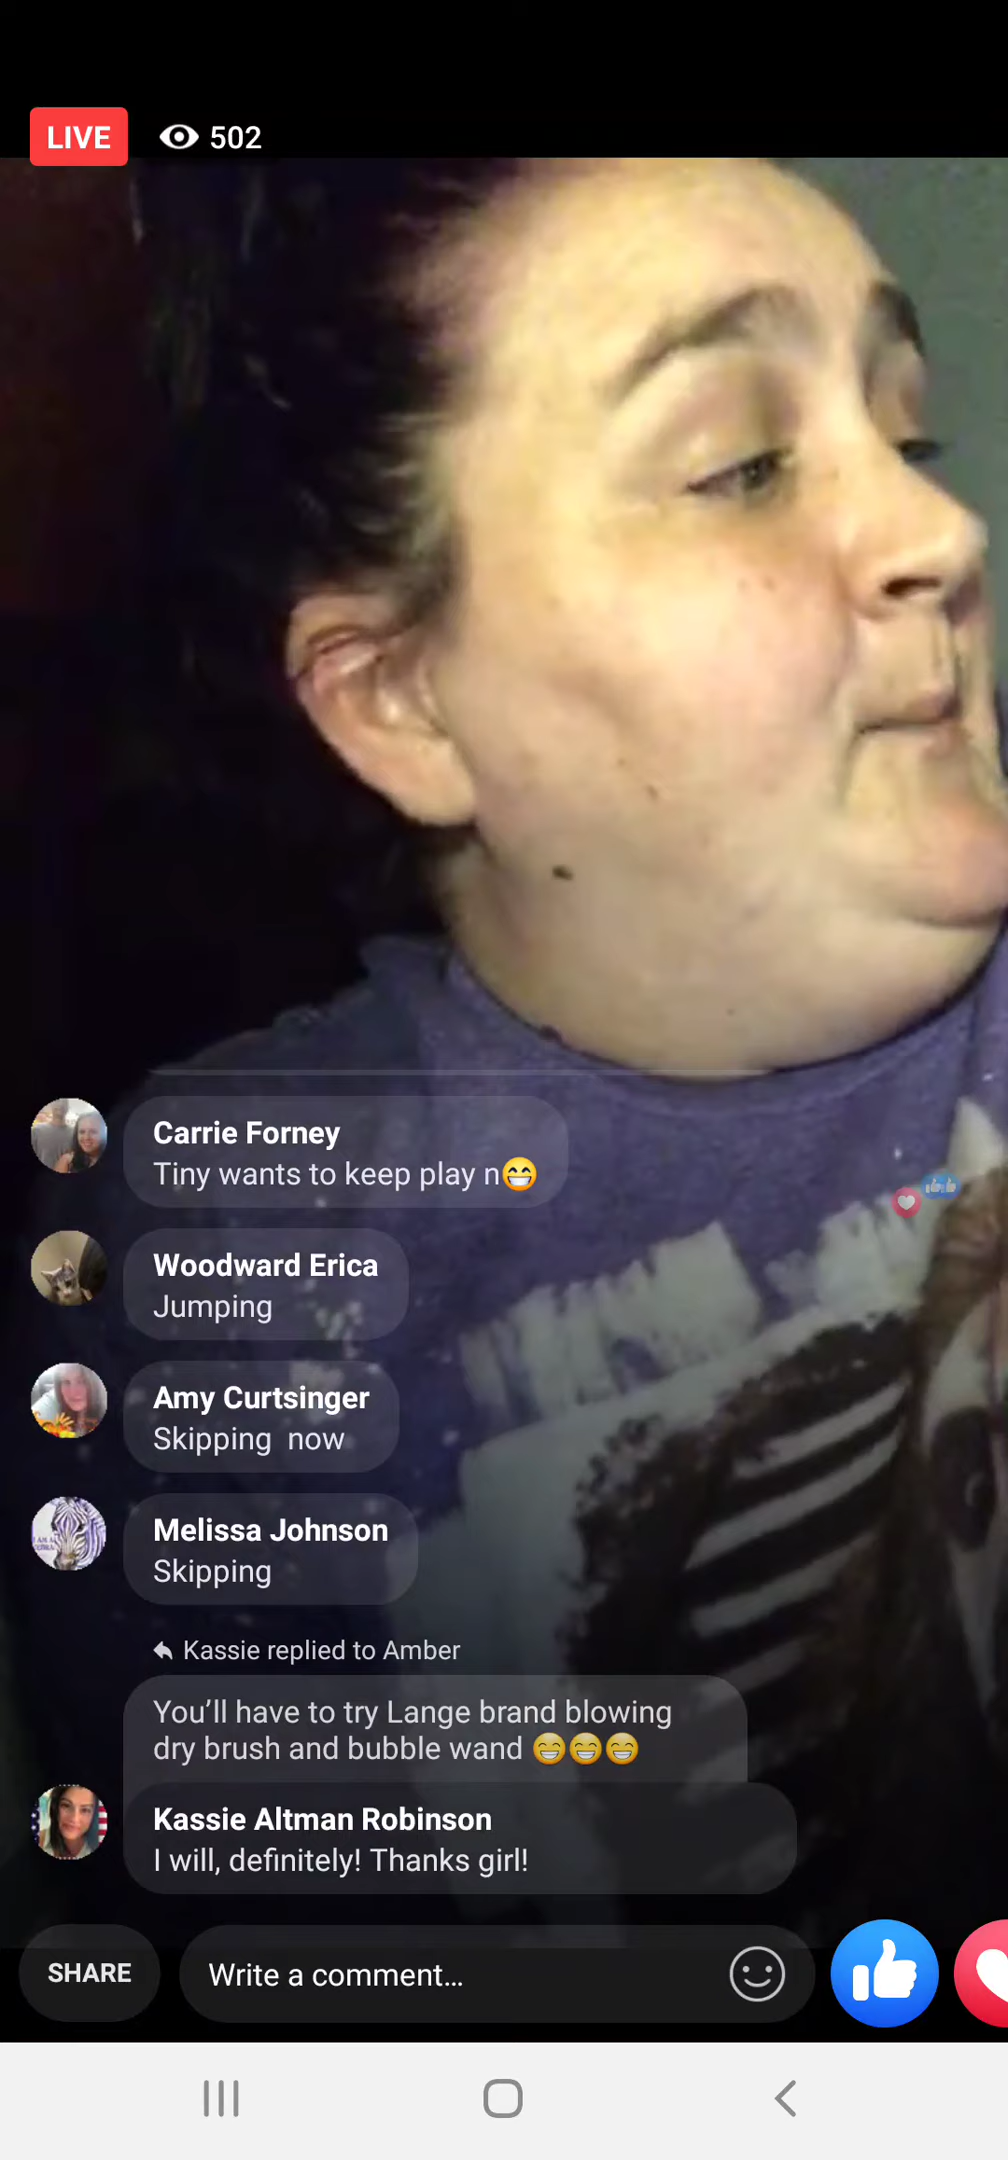 LIVE 502
Carrie Forney
Tiny wants to keep play n😁
Woodward Erica
Jumping
Amy Curtsinger
Skipping now
Melissa Johnson
Skipping
Kassie replied to Amber
You’ll have to try Lange brand blowing
dry brush and bubble wand 😁😁😁
Kassie Altman Robinson
I will, definitely! Thanks girl!
SHARE
Write a comment...